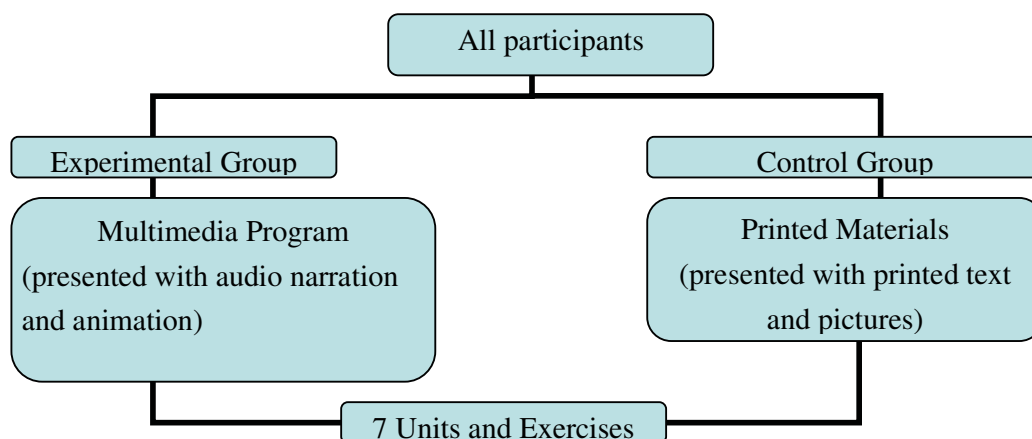 All participants
Experimental Group
Control Group
Multimedia Program
(presented with audio narration
and animation)
Printed Materials
(presented with printed text
and pictures)
7 Units and Exercises